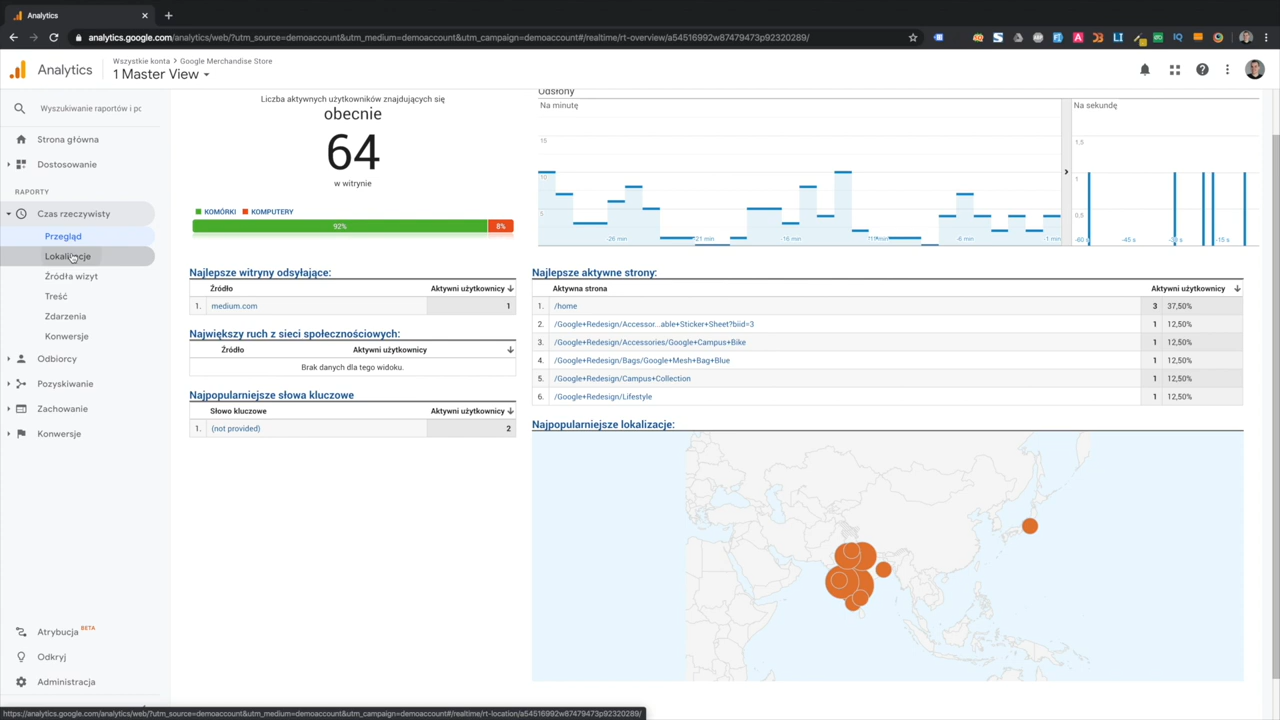 Analytics
analytics.google.com/analytics/web/?utm_source=demoaccount&utm_medium=demoaccount&utm_campaign=demoaccount#/realtime/rt-overview/a54516992w87479473p92320289/
Analytics
Wszystkie konta > Google Merchandise Store
1 Master View
Wyszukiwanie raportów i pc
Strona główna
Dostosowanie
RAPORTY
Czas rzeczywisty
Przegląd
Lokalizacje
Źródła wizyt
Treść
Zdarzenia
Konwersje
Odbiorcy
Pozyskiwanie
Zachowanie
Konwersje
Atrybucja BETA
Odkryj
Administracja
Liczba aktywnych użytkowników znajdujących się
obecnie
64
w witrynie
KOMÓRKI KOMPUTERY
92% 8%
Odsłony
Na minutę
15
10
5
-26 min
-21 min
-16 min
-6 min
-1 min
Na sekundę
1,5
1
0,5
-60 s
-45 s
-15 s
Najlepsze witryny odsyłające:
Źródło Aktywni użytkownicy
1. medium.com 1
Największy ruch z sieci społecznościowych:
Źródło Aktywni użytkownicy
Brak danych dla tego widoku.
Najpopularniejsze słowa kluczowe
Słowo kluczowe Aktywni użytkownicy
1. (not provided) 2
Najlepsze aktywne strony:
Aktywna strona Aktywni użytkownicy
1. /home 3 37,50%
2. /Google+Redesign/Accessor...able+Sticker+Sheet?biid=3 1 12,50%
3. /Google+Redesign/Accessories/Google+Campus+Bike 1 12,50%
4. /Google+Redesign/Bags/Google+Mesh+Bag+Blue 1 12,50%
5. /Google+Redesign/Campus+Collection 1 12,50%
6. /Google+Redesign/Lifestyle 1 12,50%
Najpopularniejsze lokalizacje:
https://analytics.google.com/analytics/web/?utm_source=demoaccount&utm_medium=demoaccount&utm_campaign=demoaccount#/realtime/rt-location/a54516992w87479473p92320289/